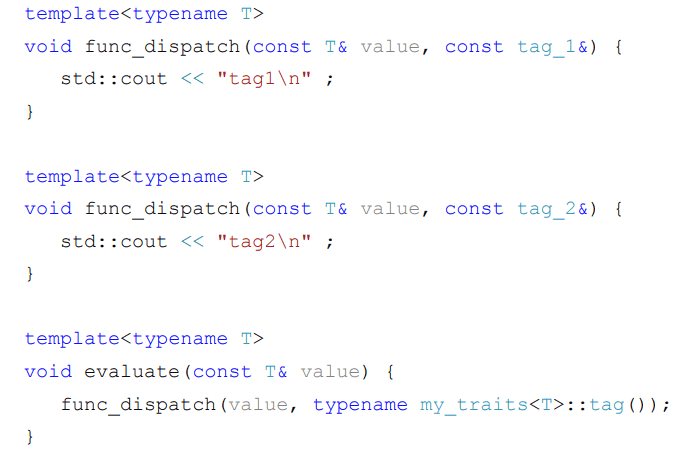 template<typename T>
void func_dispatch(const T& value, const tag_1&) {
   std::cout << "tag1\n" ;
}
template<typename T>
void func_dispatch(const T& value, const tag_2&) {
   std::cout << "tag2\n" ;
}
template<typename T>
void evaluate(const T& value) {
   func_dispatch(value, typename my_traits<T>::tag());
}